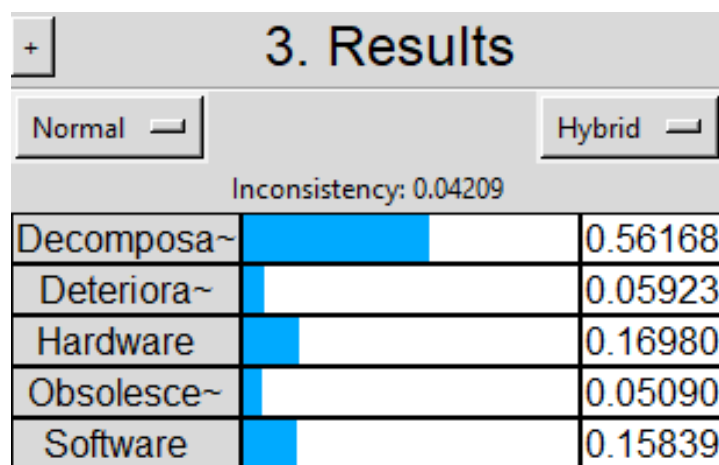 + 3. Results
Normal Hybrid
Inconsistency: 0.04209
Decomposa~ 0.56168
Deteriora~ 0.05923
Hardware 0.16980
Obsolesce~ 0.05090
Software 0.15839